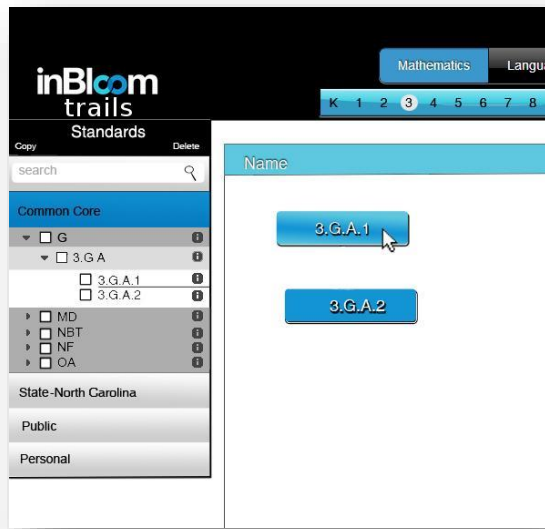 inBloom
trails
Mathematics
Langua
K 1 2 3 4 5 6 7 8
Standards
Copy
Delete
search
Name
Common Core
G
3.G A
3.G.A.1
3.G.A.2
MD
NBT
NF
OA
State-North Carolina
Public
Personal
3.G.A.1
3.G.A.2